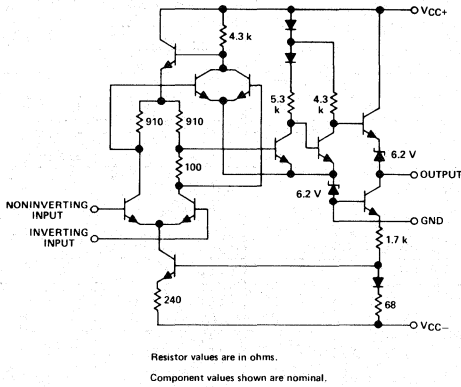 VCC+
4.3 k
5.3
k
4.3
k
910
910
100
6.2 V
6.2 V
OUTPUT
NONINVERTING
INPUT
INVERTING
INPUT
GND
1.7 k
240
68
VCC−
Resistor values are in ohms.
Component values shown are nominal.